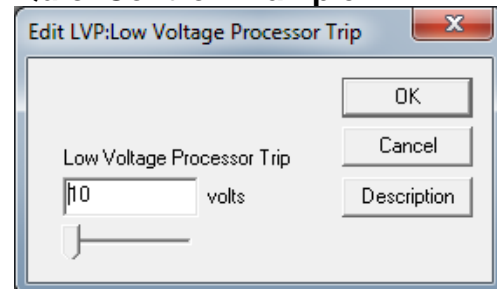 Edit LVP:Low Voltage Processor Trip
OK
Cancel
Low Voltage Processor Trip
10 volts
Description